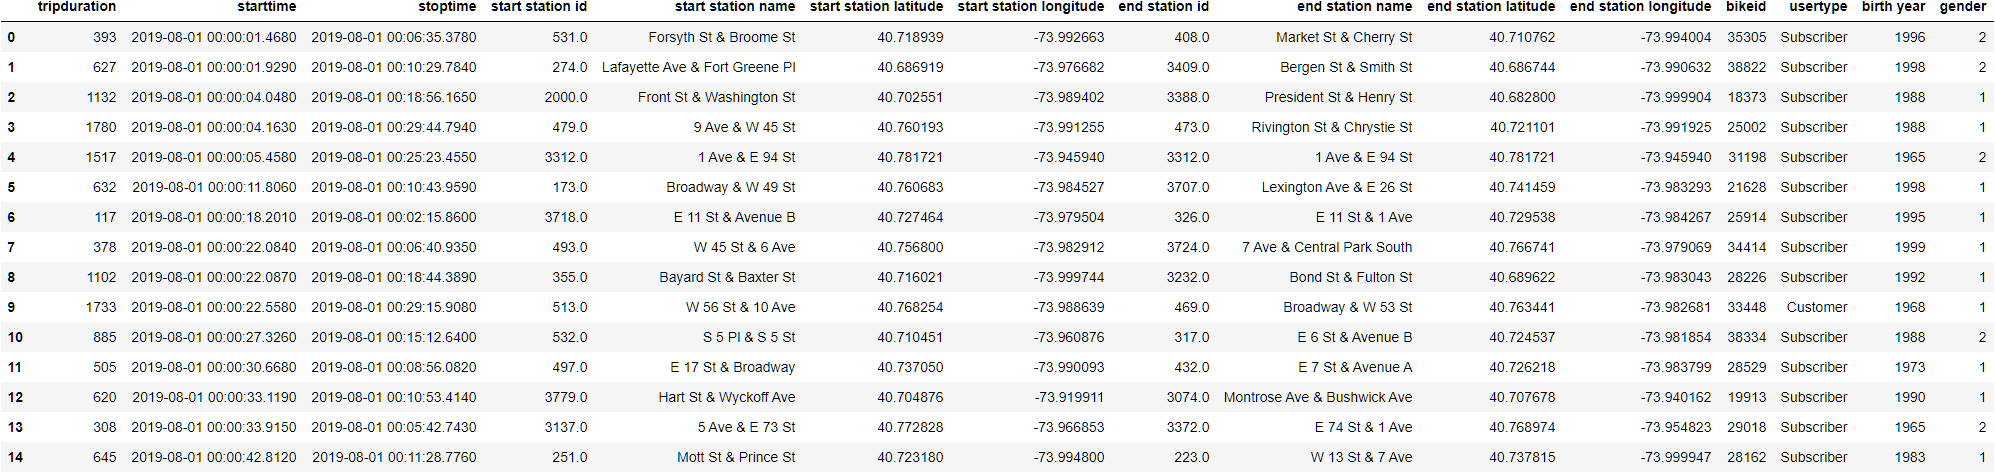 tripduration starttime stoptime start station id start station name start station latitude start station longitude end station id end station name end station latitude end station longitude bikeid usertype birth year gender
0 393 2019-08-01 00:00:01.4680 2019-08-01 00:06:35.3780 531.0 Forsyth St & Broome St 40.718939 -73.992663 408.0 Market St & Cherry St 40.710762 -73.994004 35305 Subscriber 1996 2
1 627 2019-08-01 00:00:01.9290 2019-08-01 00:10:29.7840 274.0 Lafayette Ave & Fort Greene Pl 40.686919 -73.976682 3409.0 Bergen St & Smith St 40.686744 -73.990632 38822 Subscriber 1998 2
2 1132 2019-08-01 00:00:04.0480 2019-08-01 00:18:56.1650 2000.0 Front St & Washington St 40.702551 -73.989402 3388.0 President St & Henry St 40.682800 -73.999904 18373 Subscriber 1988 1
3 1780 2019-08-01 00:00:04.1630 2019-08-01 00:29:44.7940 479.0 9 Ave & W 45 St 40.760193 -73.991255 473.0 Rivington St & Chrystie St 40.721101 -73.991925 25002 Subscriber 1988 1
4 1517 2019-08-01 00:00:05.4580 2019-08-01 00:25:23.4550 3312.0 1 Ave & E 94 St 40.781721 -73.945940 3312.0 1 Ave & E 94 St 40.781721 -73.945940 31198 Subscriber 1965 2
5 632 2019-08-01 00:00:11.8060 2019-08-01 00:10:43.9590 173.0 Broadway & W 49 St 40.760683 -73.984527 3707.0 Lexington Ave & E 26 St 40.741459 -73.983293 21628 Subscriber 1998 1
6 117 2019-08-01 00:00:18.2010 2019-08-01 00:02:15.8600 3718.0 E 11 St & Avenue B 40.727464 -73.979504 326.0 E 11 St & 1 Ave 40.729538 -73.984267 25914 Subscriber 1995 1
7 378 2019-08-01 00:00:22.0840 2019-08-01 00:06:40.9350 493.0 W 45 St & 6 Ave 40.756800 -73.982912 3724.0 7 Ave & Central Park South 40.766741 -73.979069 34414 Subscriber 1999 1
8 1102 2019-08-01 00:00:22.0870 2019-08-01 00:18:44.3890 355.0 Bayard St & Baxter St 40.716021 -73.999744 3232.0 Bond St & Fulton St 40.689622 -73.983043 28226 Subscriber 1992 1
9 1733 2019-08-01 00:00:22.5580 2019-08-01 00:29:15.9080 513.0 W 56 St & 10 Ave 40.768254 -73.988639 469.0 Broadway & W 53 St 40.763441 -73.982681 33448 Customer 1968 1
10 885 2019-08-01 00:00:27.3260 2019-08-01 00:15:12.6400 532.0 S 5 Pl & S 5 St 40.710451 -73.960876 317.0 E 6 St & Avenue B 40.724537 -73.981854 38334 Subscriber 1988 2
11 505 2019-08-01 00:00:30.6680 2019-08-01 00:08:56.0820 497.0 E 17 St & Broadway 40.737050 -73.990093 432.0 E 7 St & Avenue A 40.726218 -73.983799 28529 Subscriber 1973 1
12 620 2019-08-01 00:00:33.1190 2019-08-01 00:10:53.4140 3779.0 Hart St & Wyckoff Ave 40.704876 -73.919911 3074.0 Montrose Ave & Bushwick Ave 40.707678 -73.940162 19913 Subscriber 1990 1
13 308 2019-08-01 00:00:33.9150 2019-08-01 00:05:42.7430 3137.0 5 Ave & E 73 St 40.772828 -73.966853 3372.0 E 74 St & 1 Ave 40.768974 -73.954823 29018 Subscriber 1965 2
14 645 2019-08-01 00:00:42.8120 2019-08-01 00:11:28.7760 251.0 Mott St & Prince St 40.723180 -73.994800 223.0 W 13 St & 7 Ave 40.737815 -73.999947 28162 Subscriber 1983 1